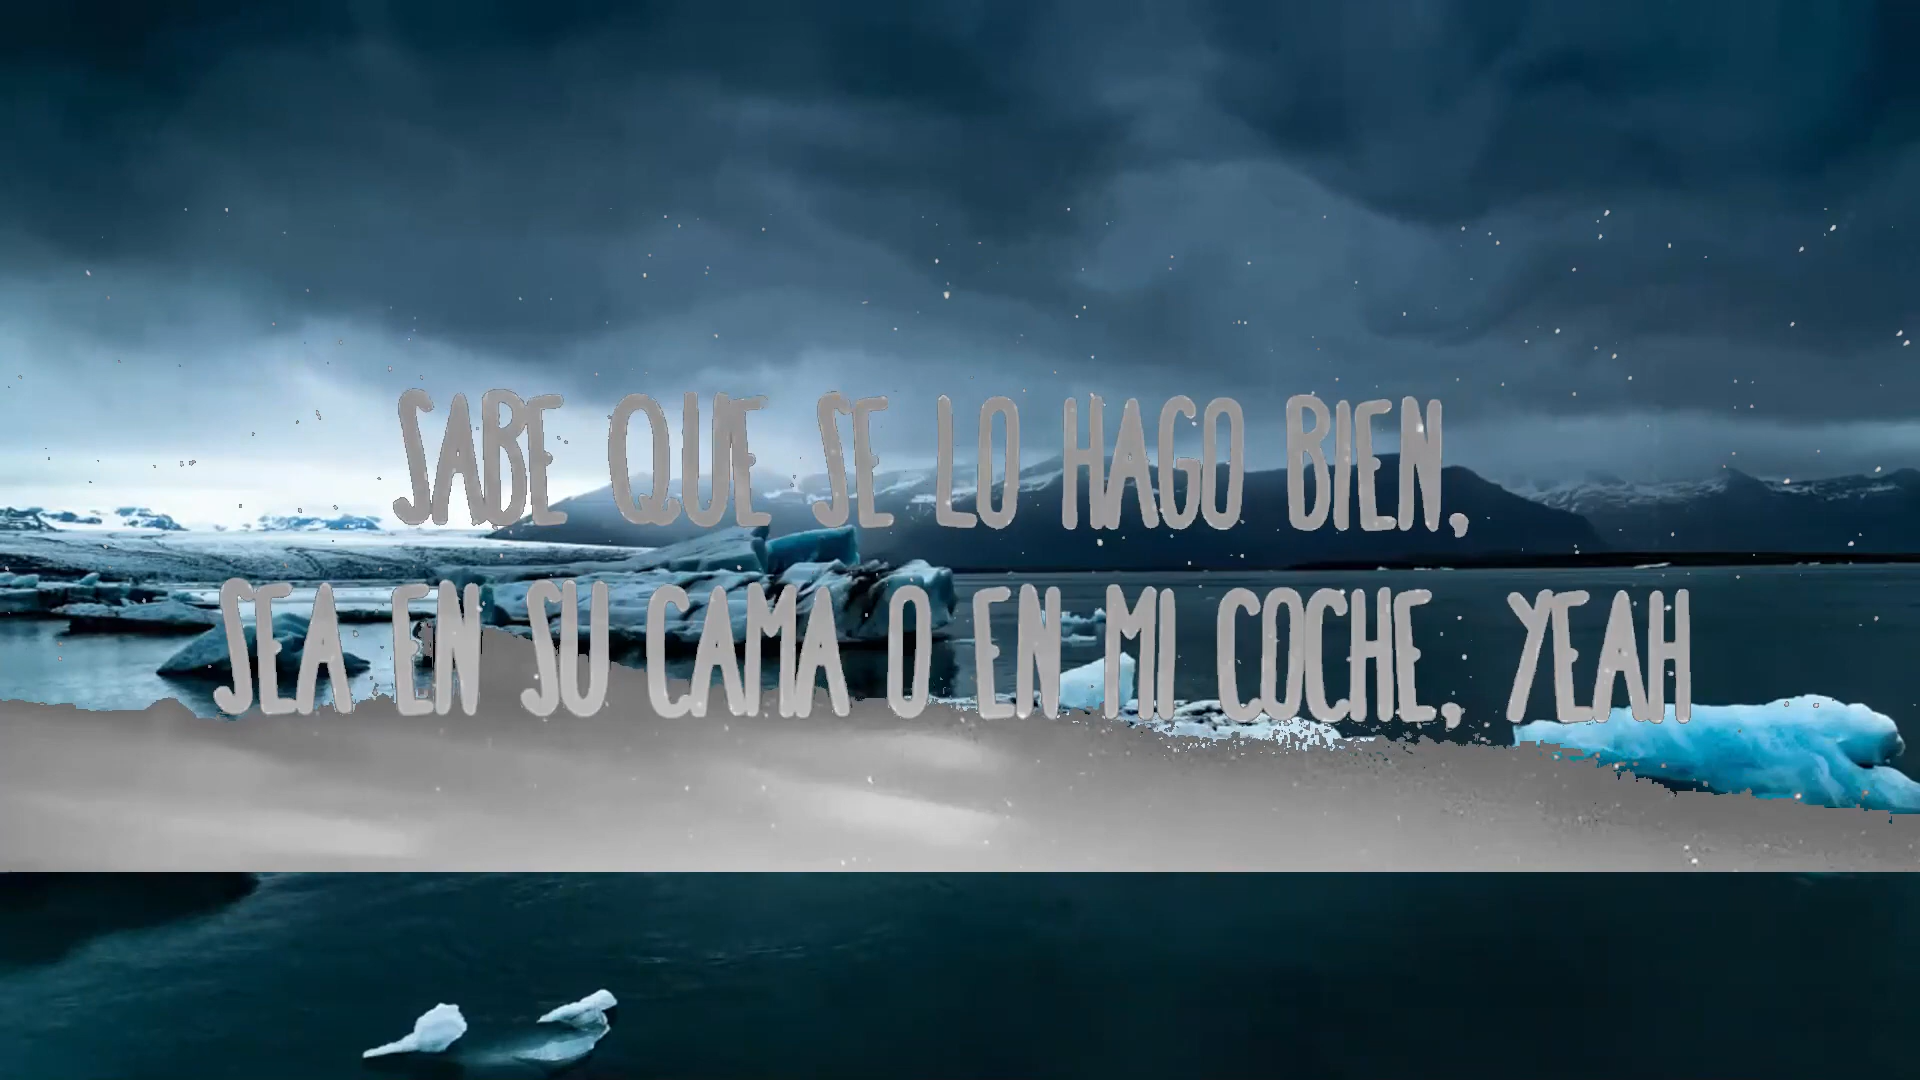 SABE QUE SE LO HAGO BIEN,
SEA EN SU CAMA O EN MI COCHE, YEAH